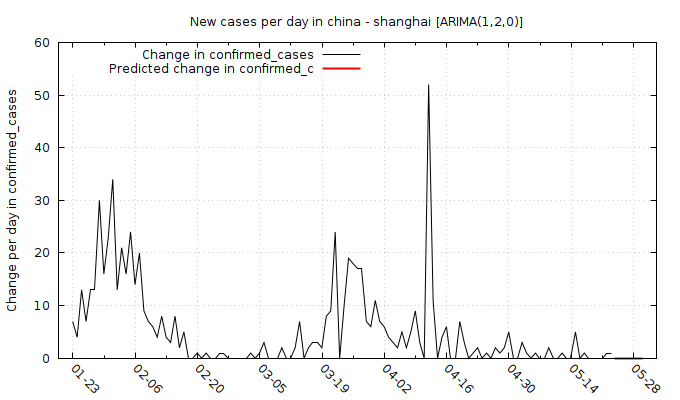 New cases per day in china - shanghai [ARIMA(1,2,0)]
Change in confirmed_cases
Predicted change in confirmed_c
Change per day in confirmed_cases
60
50
40
30
20
10
0
01-23 02-06 02-20 03-05 03-19 04-02 04-16 04-30 05-14 05-28